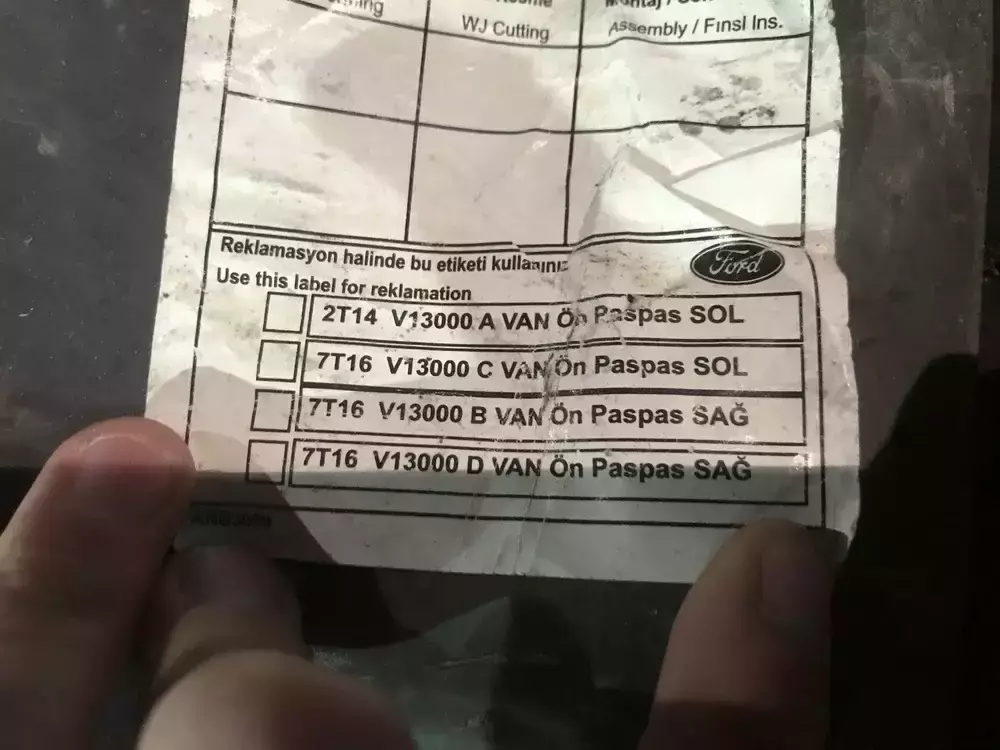 WJ Cutting
Assembly / Fınsl Ins.
Reklamasyon halinde bu etiketi kullanınız
Use this label for reklamation
Ford
2T14 V13000 A VAN Ön Paspas SOL
7T16 V13000 C VAN Ön Paspas SOL
7T16 V13000 B VAN Ön Paspas SAĞ
7T16 V13000 D VAN Ön Paspas SAĞ